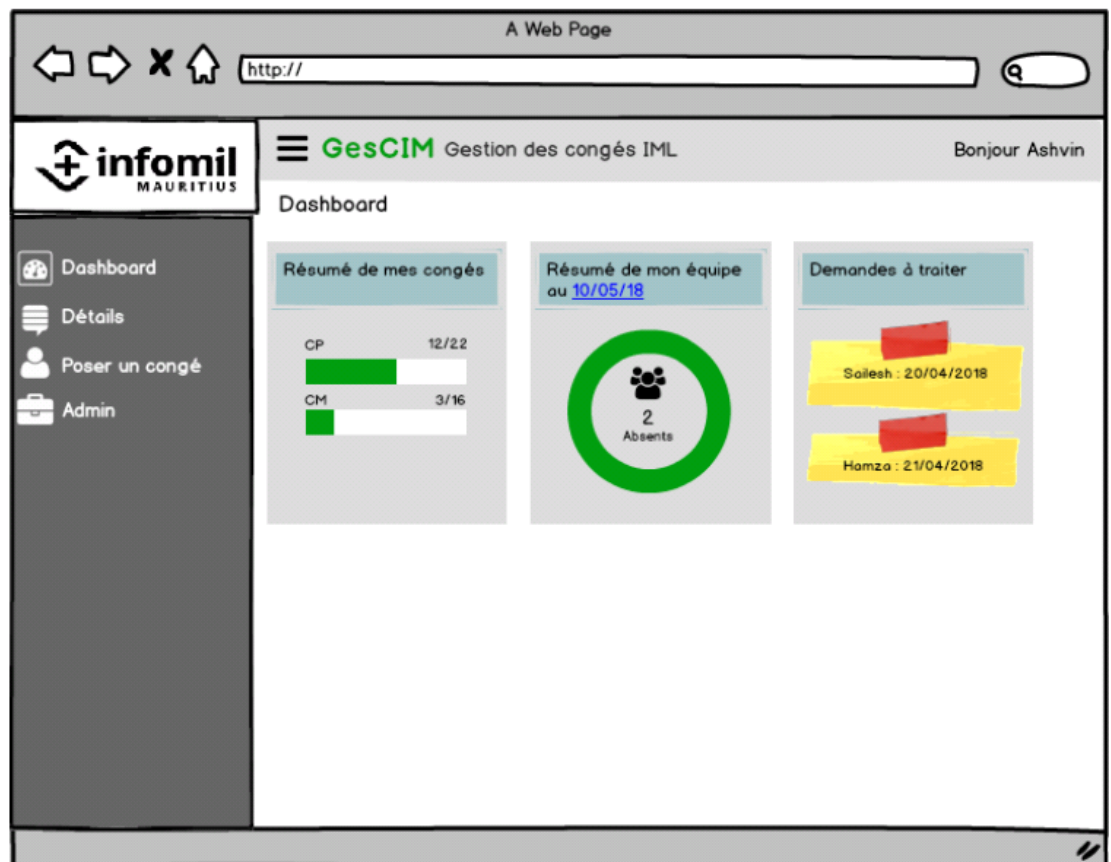 A Web Page
http://
infomil
MAURITIUS
GesCIM Gestion des congés IML
Bonjour Ashvin
Dashboard
Dashboard
Détails
Poser un congé
Admin
Résumé de mes congés
CP 12/22
CM 3/16
Résumé de mon équipe
au 10/05/18
2
Absents
Demandes à traiter
Sailesh : 20/04/2018
Hamza : 21/04/2018